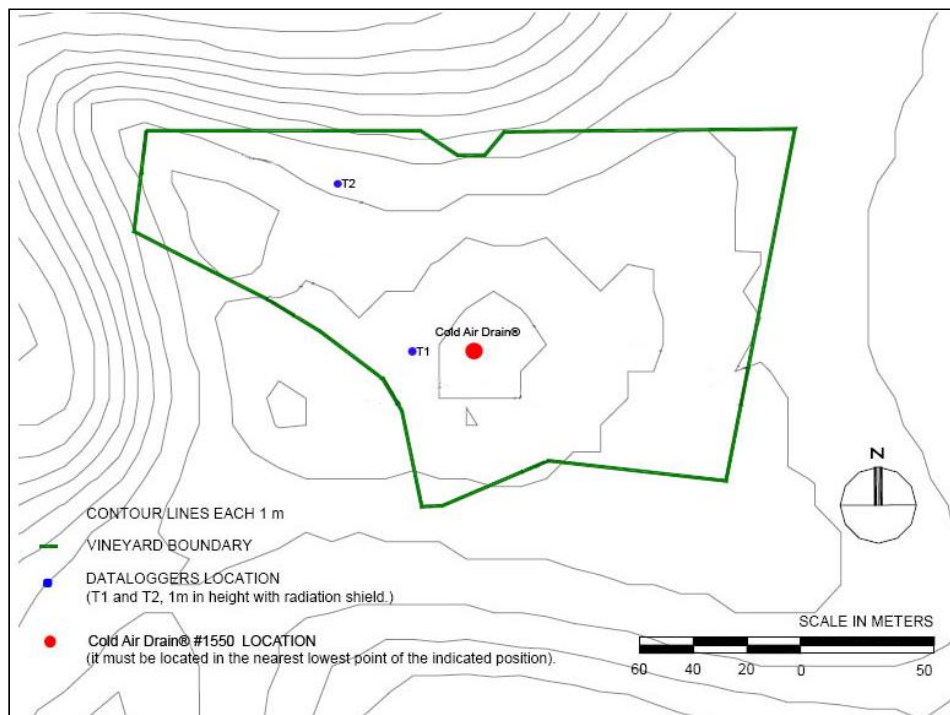 T2
Cold Air Drain®
T1
N
CONTOUR LINES EACH 1 m
VINEYARD BOUNDARY
DATALOGGERS LOCATION
(T1 and T2, 1m in height with radiation shield.)
Cold Air Drain® #1550 LOCATION
(it must be located in the nearest lowest point of the indicated position).
SCALE IN METERS
60 40 20 0 50